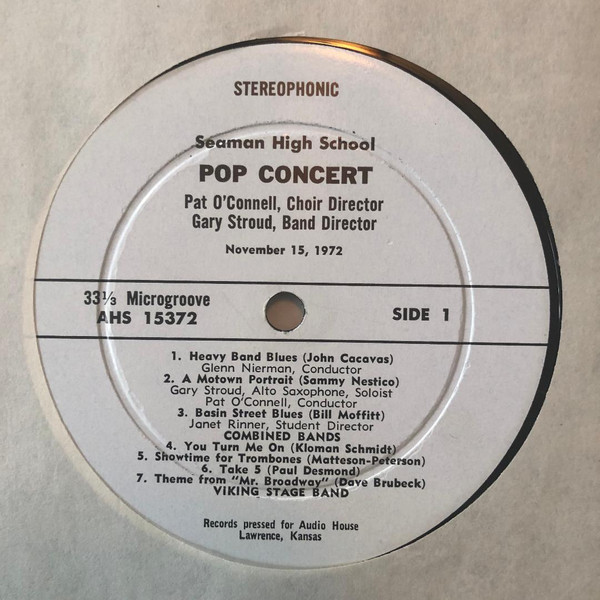 STEREOPHONIC
Seaman High School
POP CONCERT
Pat O'Connell, Choir Director
Gary Stroud, Band Director
November 15, 1972
33⅓ Microgroove
AHS 15372
SIDE 1
1. Heavy Band Blues (John Cacavas)
Glenn Nierman, Conductor
2. A Motown Portrait (Sammy Nestico)
Gary Stroud, Alto Saxophone, Soloist
Pat O'Connell, Conductor
3. Basin Street Blues (Bill Moffitt)
Janet Rinner, Student Director
COMBINED BANDS
4. You Turn Me On (Kloman Schmidt)
5. Showtime for Trombones (Matteson-Peterson)
6. Take 5 (Paul Desmond)
7. Theme from "Mr. Broadway" (Dave Brubeck)
VIKING STAGE BAND
Records pressed for Audio House
Lawrence, Kansas